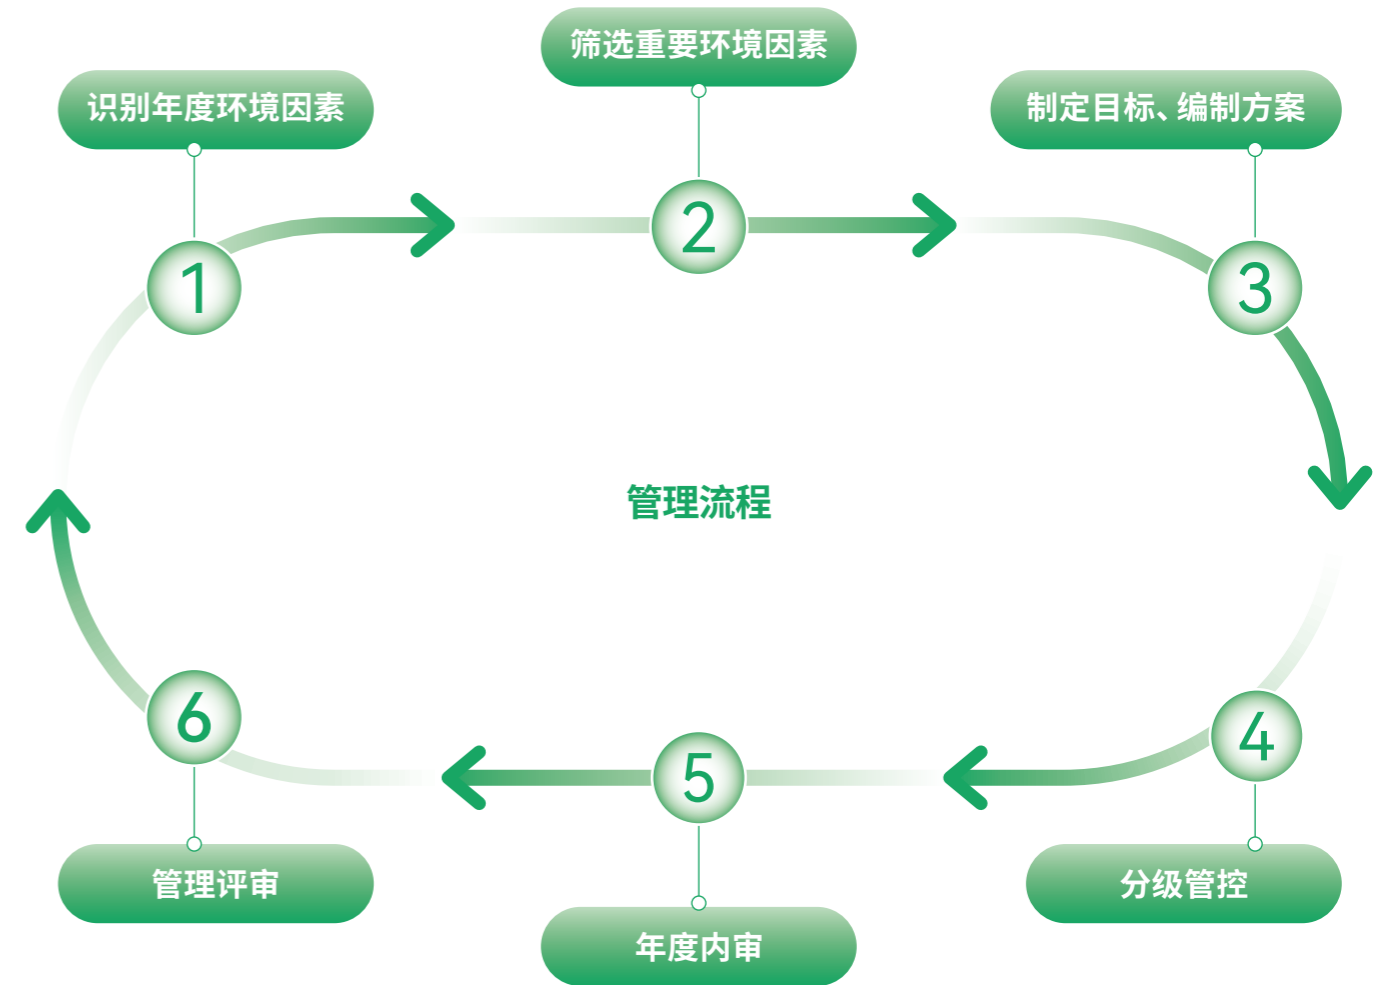 筛选重要环境因素
识别年度环境因素
制定目标、编制方案
2
1
3
管理流程
6
5
4
管理评审
分级管控
年度内审